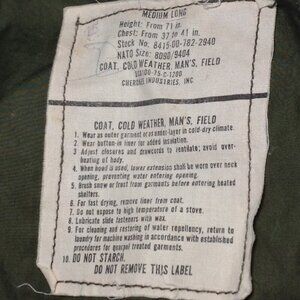 MEDIUM LONG
Height: From 71 in.
Chest: From 37 to 41 in.
Stock No. 8415-00-782-2940
NATO Size: 8090/9404
COAT, COLD WEATHER, MAN'S, FIELD
100-75-C-1200
INDUSTRIES, INC
COAT, COLD WEATHER, MAN'S, FIELD
1. Wear as outer garment in cold-dry climate.
2. Wear button-in liner for added insulation.
3. Adjust closures and drawcords to ventilate; avoid over-
heating of body.
4. When hood is used, lower extension shall be worn over neck
opening, preventing water entering opening.
5. Brush snow or frost from garments before entering heated
shelters.
6. For fast drying, remove liner from coat.
7. Do not expose to high temperature of a stove.
8. Lubricate slide fasteners with wax.
9. For cleaning and restoring of water repellency, return to
laundry for machine washing in accordance with established
procedures for quarpel treated garments.
10. DO NOT STARCH.
DO NOT REMOVE THIS LABEL